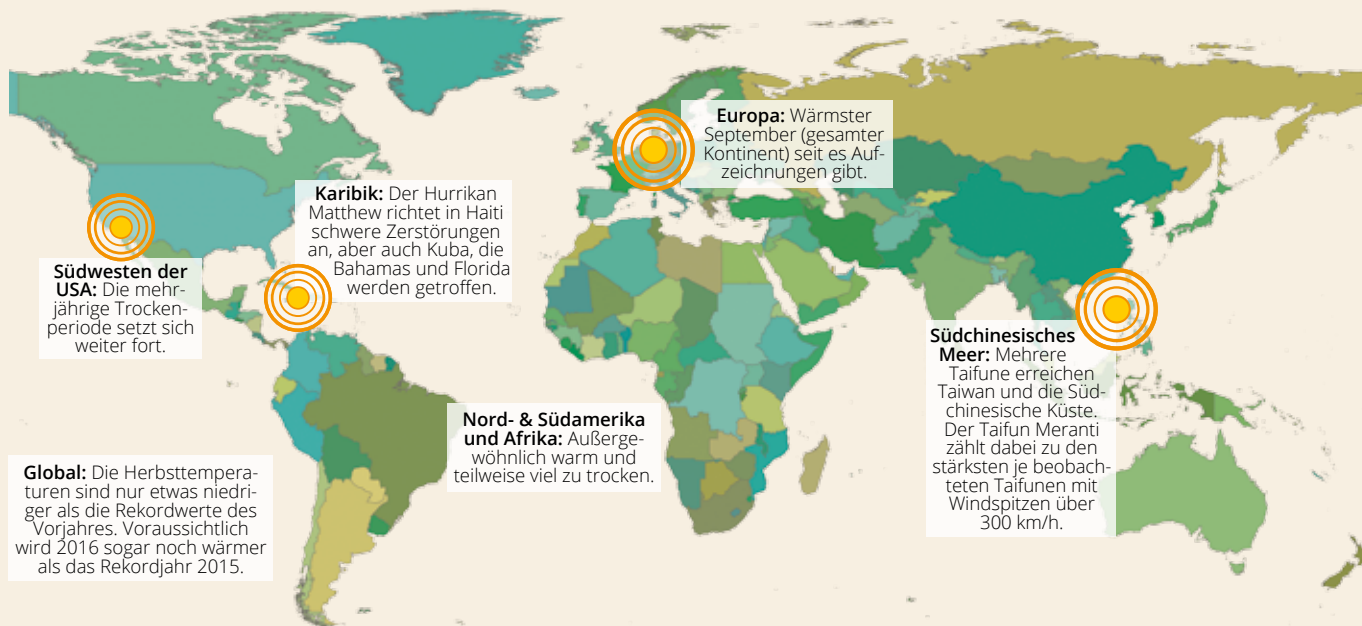 Europa: Wärmster
September (gesamter
Kontinent) seit es Auf-
zeichnungen gibt.
Karibik: Der Hurrikan
Matthew richtet in Haiti
schwere Zerstörungen
an, aber auch Kuba, die
Bahamas und Florida
werden getroffen.
Südwesten der
USA: Die mehr-
jährige Trocken-
periode setzt sich
weiter fort.
Südchinesisches
Meer: Mehrere
Taifune erreichen
Taiwan und die Süd-
chinesische Küste.
Der Taifun Meranti
zählt dabei zu den
stärksten je beobach-
teten Taifunen mit
Windspitzen über
300 km/h.
Nord- & Südamerika
und Afrika: Außerge-
wöhnlich warm und
teilweise viel zu trocken.
Global: Die Herbsttempera-
turen sind nur etwas niedri-
ger als die Rekordwerte des
Vorjahres. Voraussichtlich
wird 2016 sogar noch wärmer
als das Rekordjahr 2015.